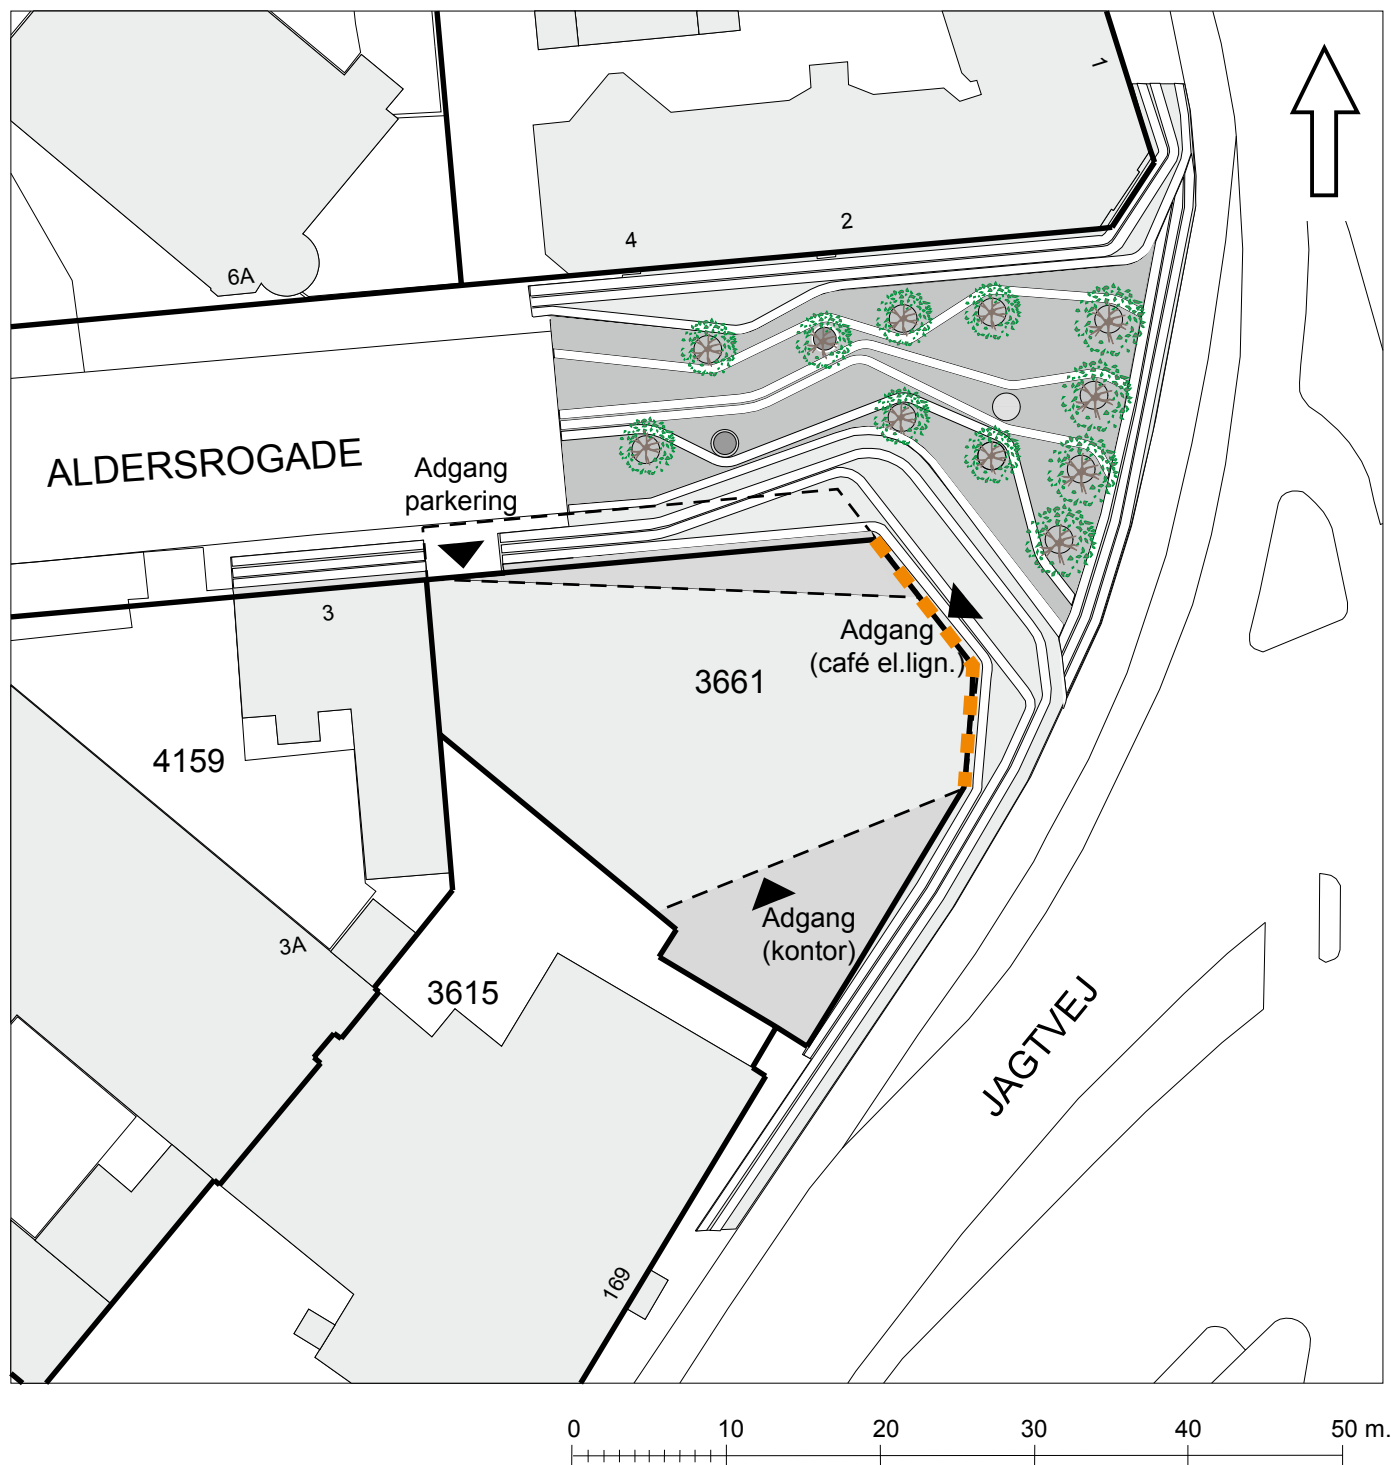 1
2
4
6A
ALDERSROGADE
Adgang
parkering
3
Adgang
(café el.lign.)
3661
4159
Adgang
(kontor)
3A
3615
JAGTVEJ
169
0 10 20 30 40 50 m.